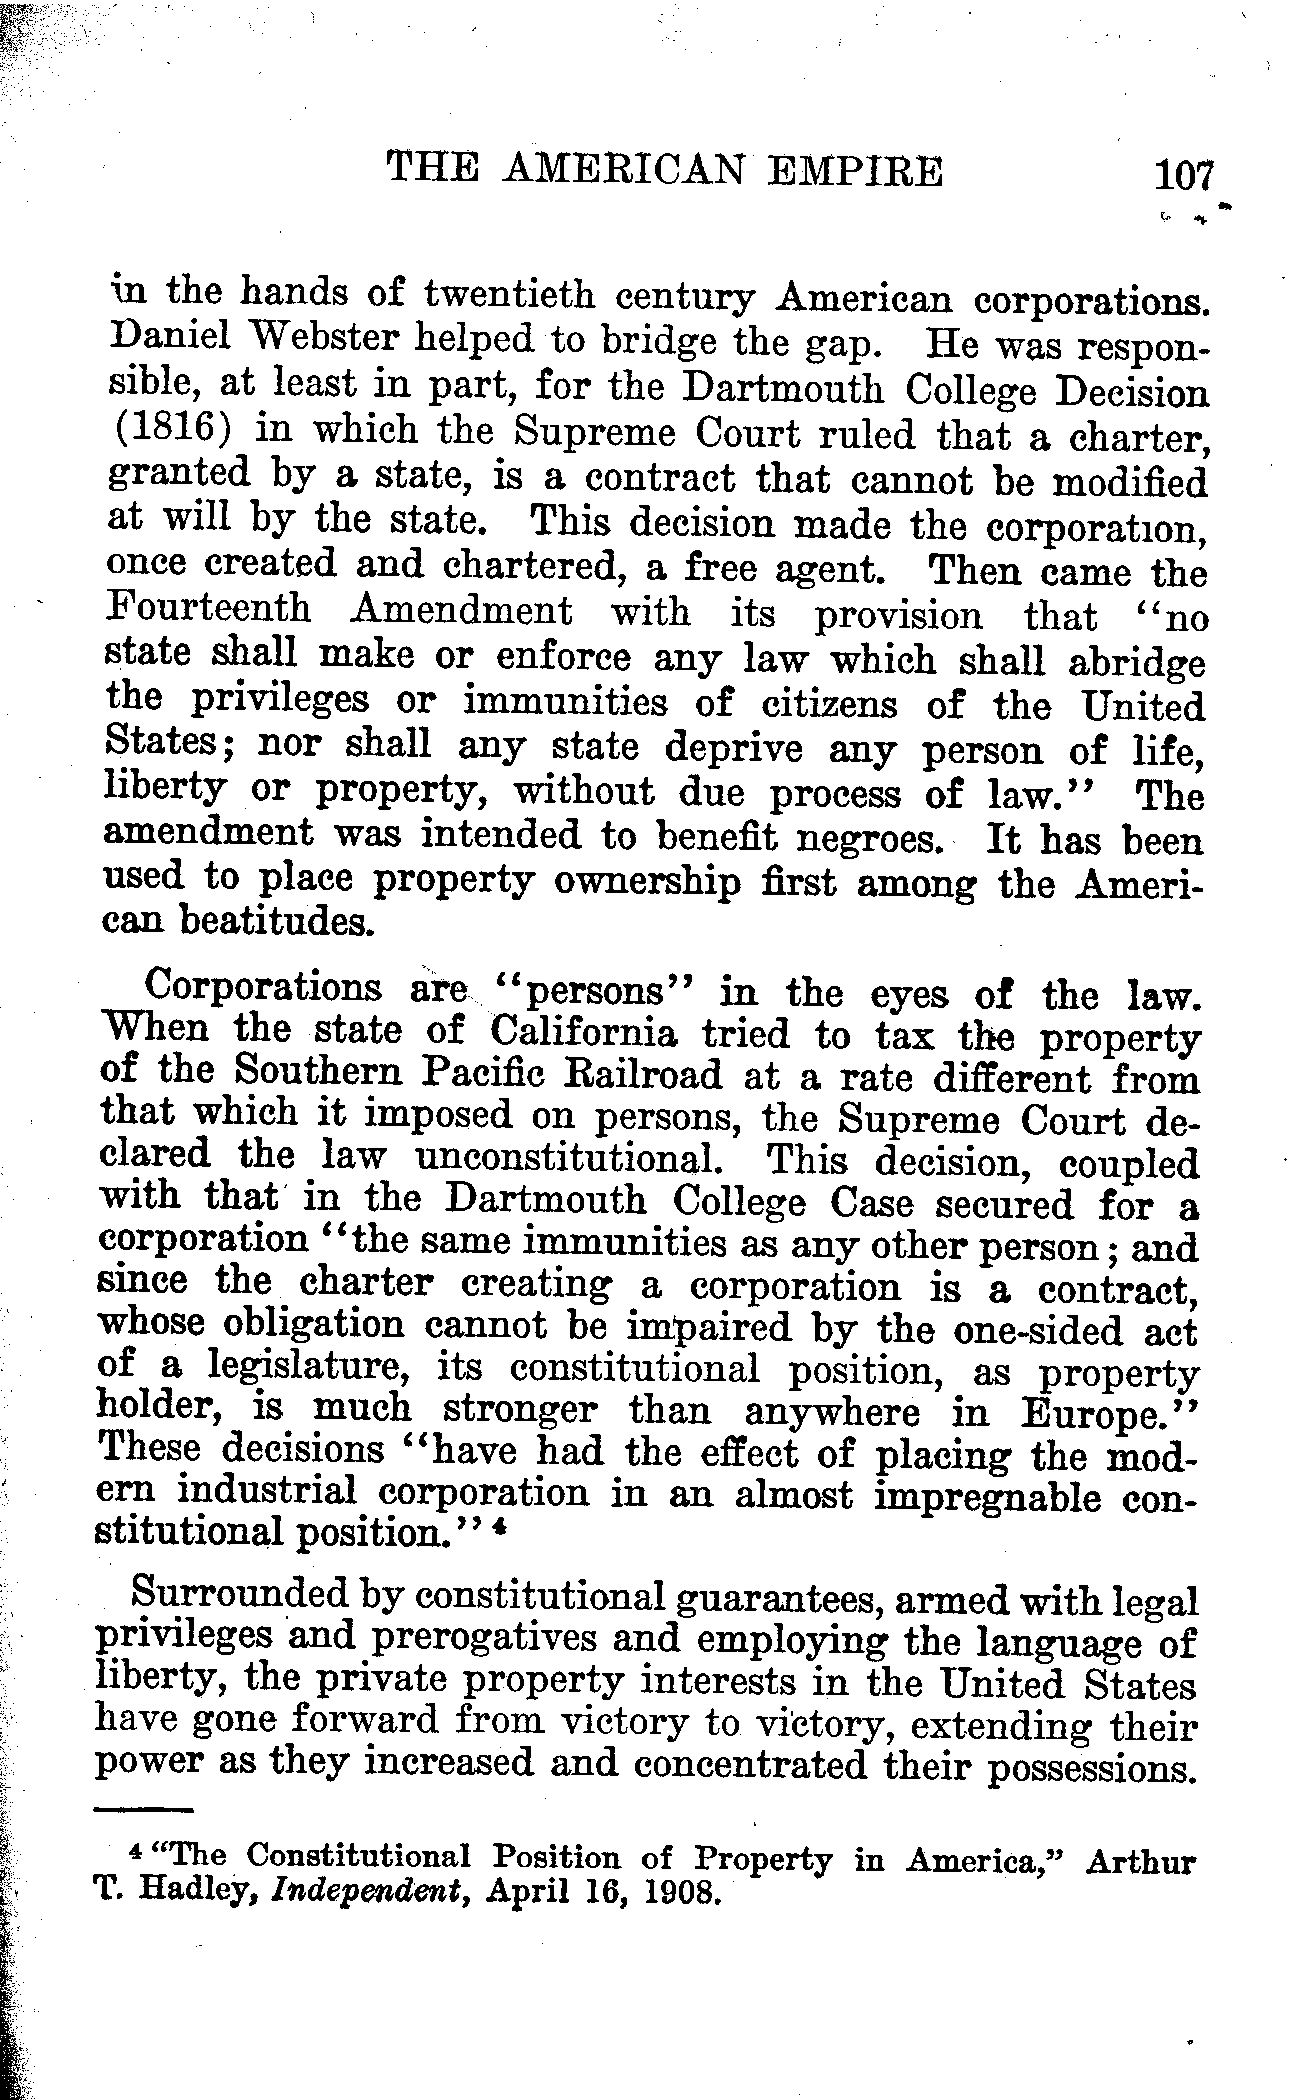 THE AMERICAN EMPIRE 107
in the hands of twentieth century American corporations.
Daniel Webster helped to bridge the gap. He was respon-
sible, at least in part, for the Dartmouth College Decision
(1816) in which the Supreme Court ruled that a charter,
granted by a state, is a contract that cannot be modified
at will by the state. This decision made the corporation,
once created and chartered, a free agent. Then came the
Fourteenth Amendment with its provision that "no
state shall make or enforce any law which shall abridge
the privileges or immunities of citizens of the United
States; nor shall any state deprive any person of life,
liberty or property, without due process of law." The
amendment was intended to benefit negroes. It has been
used to place property ownership first among the Ameri-
can beatitudes.
Corporations are "persons" in the eyes of the law.
When the state of California tried to tax the property
of the Southern Pacific Railroad at a rate different from
that which it imposed on persons, the Supreme Court de-
clared the law unconstitutional. This decision, coupled
with that in the Dartmouth College Case secured for a
corporation "the same immunities as any other person; and
since the charter creating a corporation is a contract,
whose obligation cannot be impaired by the one-sided act
of a legislature, its constitutional position, as property
holder, is much stronger than anywhere in Europe."
These decisions "have had the effect of placing the mod-
ern industrial corporation in an almost impregnable con-
stitutional position." 4
Surrounded by constitutional guarantees, armed with legal
privileges and prerogatives and employing the language of
liberty, the private property interests in the United States
have gone forward from victory to victory, extending their
power as they increased and concentrated their possessions.
4 "The Constitutional Position of Property in America," Arthur
T. Hadley, Independent, April 16, 1908.